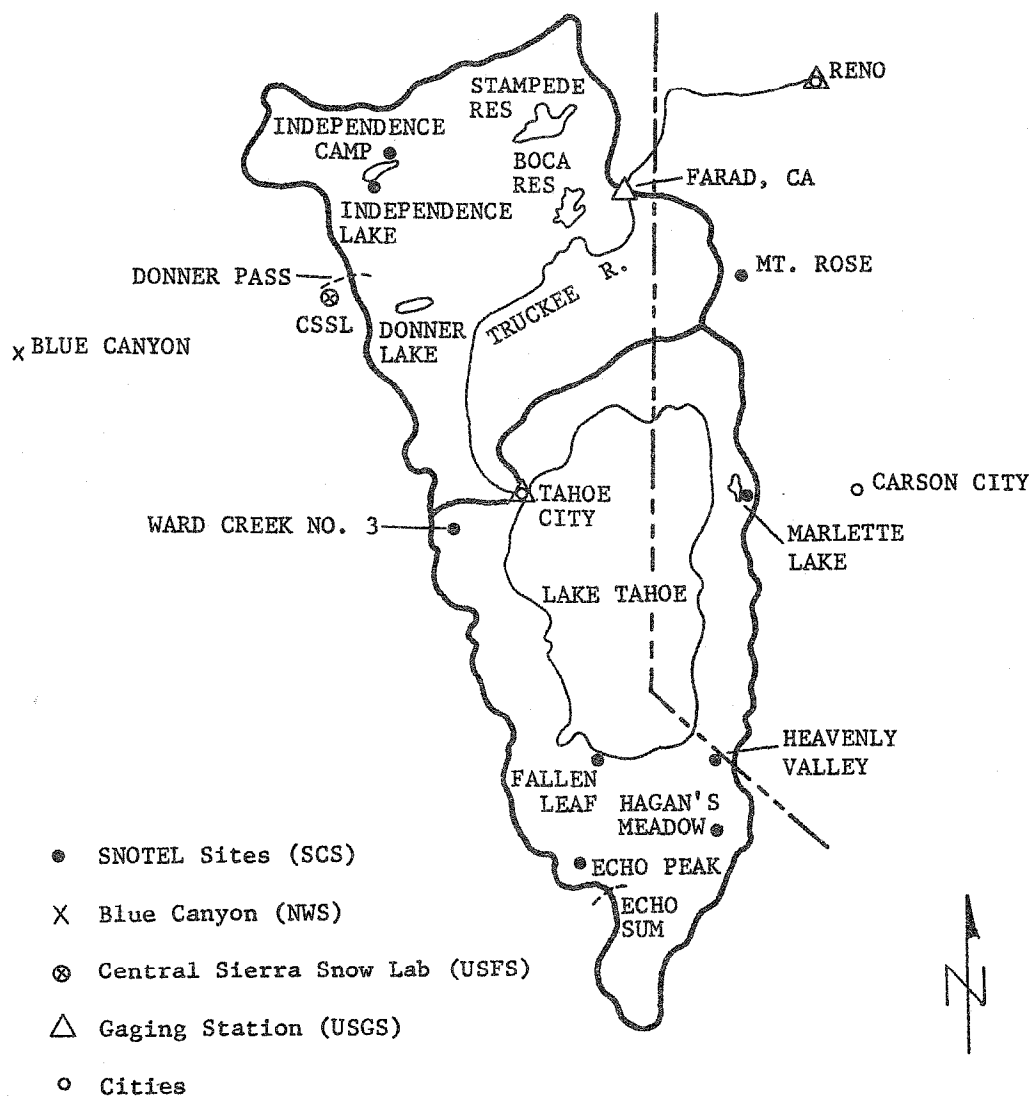 STAMPEDE
RES
RENO
INDEPENDENCE
CAMP
BOCA
RES
FARAD, CA
INDEPENDENCE
LAKE
DONNER PASS
MT. ROSE
TRUCKEE R.
CSSL
DONNER
LAKE
BLUE CANYON
TAHOE
CITY
CARSON CITY
WARD CREEK NO. 3
MARLETTE
LAKE
LAKE TAHOE
HEAVENLY
VALLEY
FALLEN
LEAF
HAGAN'S
MEADOW
ECHO PEAK
ECHO
SUM
SNOTEL Sites (SCS)
X Blue Canyon (NWS)
Central Sierra Snow Lab (USFS)
Gaging Station (USGS)
Cities
N